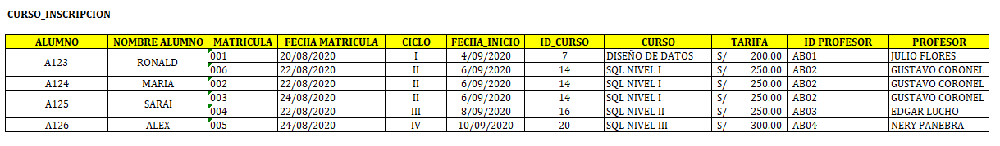 CURSO_INSCRIPCION
ALUMNO NOMBRE ALUMNO MATRICULA FECHA MATRICULA CICLO FECHA_INICIO ID_CURSO CURSO TARIFA ID PROFESOR PROFESOR
A123 RONALD 001 20/08/2020 I 4/09/2020 7 DISEÑO DE DATOS S/ 200.00 AB01 JULIO FLORES
006 22/08/2020 II 6/09/2020 14 SQL NIVEL I S/ 250.00 AB02 GUSTAVO CORONEL
A124 MARIA 002 22/08/2020 II 6/09/2020 14 SQL NIVEL I S/ 250.00 AB02 GUSTAVO CORONEL
A125 SARAI 003 24/08/2020 II 6/09/2020 14 SQL NIVEL I S/ 250.00 AB02 GUSTAVO CORONEL
004 22/08/2020 III 8/09/2020 16 SQL NIVEL II S/ 250.00 AB03 EDGAR LUCHO
A126 ALEX 005 24/08/2020 IV 10/09/2020 20 SQL NIVEL III S/ 300.00 AB04 NERY PANEBRA